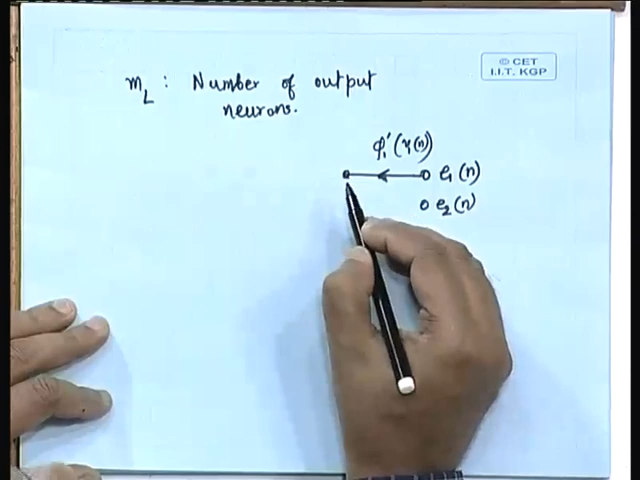 © CET
I.I.T. KGP
m_L : Number of output
neurons.
φ₁'(v₁(n))
e₁(n)
e₂(n)